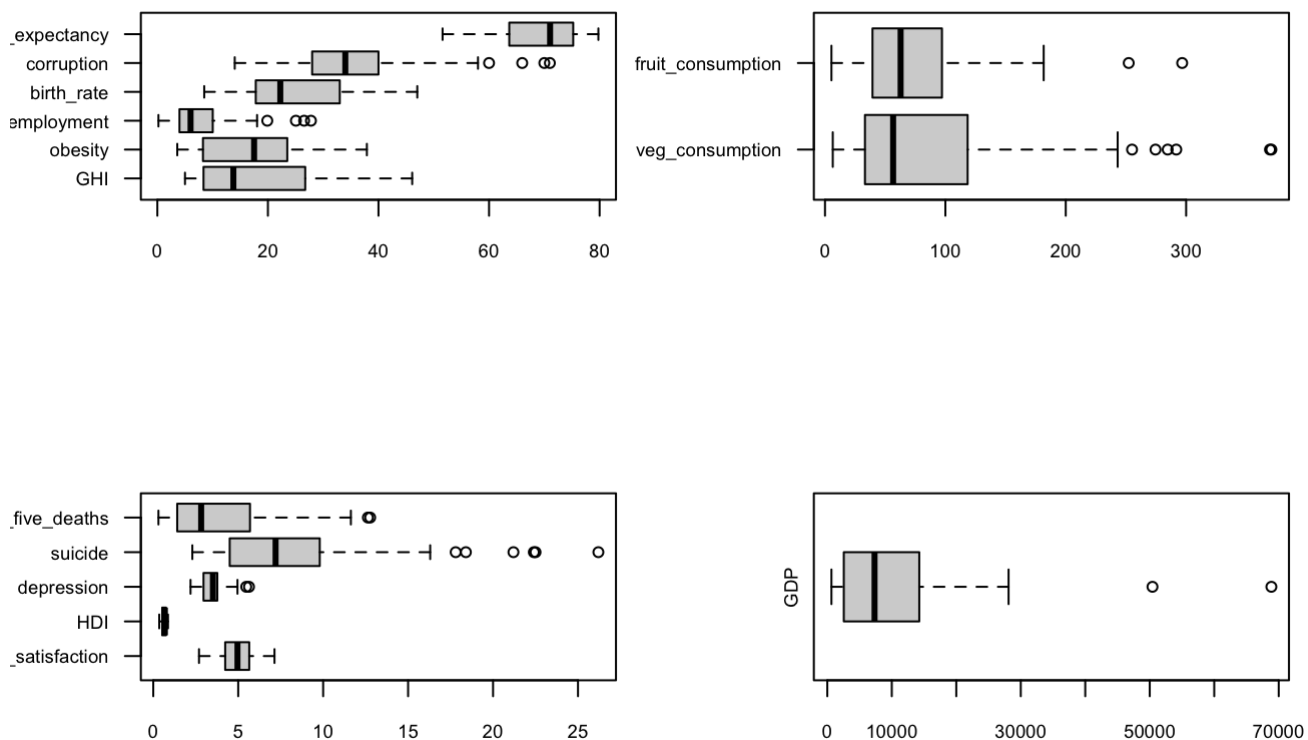 _expectancy
corruption
birth_rate
employment
obesity
GHI
0 20 40 60 80
fruit_consumption
veg_consumption
0 100 200 300
_five_deaths
suicide
depression
HDI
_satisfaction
0 5 10 15 20 25
GDP
0 10000 30000 50000 70000